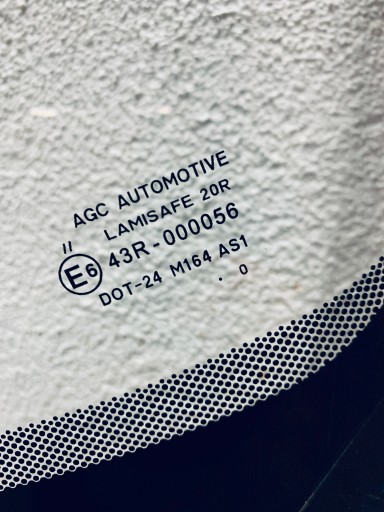 AGC AUTOMOTIVE
LAMISAFE 20R
II
E6 43R-000056
DOT-24 M164 AS1
. 0